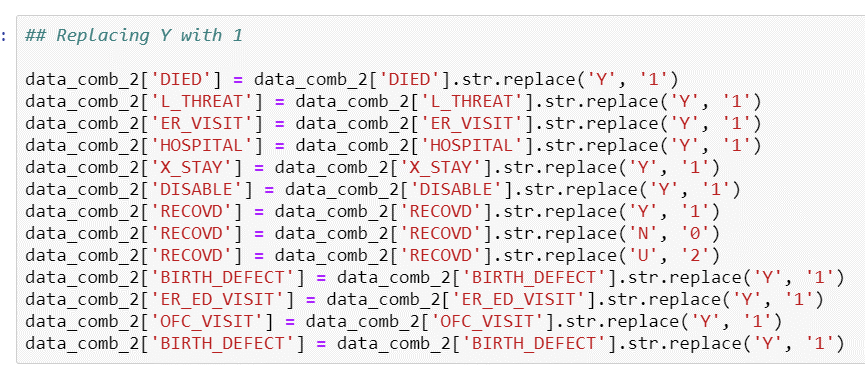 :
## Replacing Y with 1
data_comb_2['DIED'] = data_comb_2['DIED'].str.replace('Y', '1')
data_comb_2['L_THREAT'] = data_comb_2['L_THREAT'].str.replace('Y', '1')
data_comb_2['ER_VISIT'] = data_comb_2['ER_VISIT'].str.replace('Y', '1')
data_comb_2['HOSPITAL'] = data_comb_2['HOSPITAL'].str.replace('Y', '1')
data_comb_2['X_STAY'] = data_comb_2['X_STAY'].str.replace('Y', '1')
data_comb_2['DISABLE'] = data_comb_2['DISABLE'].str.replace('Y', '1')
data_comb_2['RECOVD'] = data_comb_2['RECOVD'].str.replace('Y', '1')
data_comb_2['RECOVD'] = data_comb_2['RECOVD'].str.replace('N', '0')
data_comb_2['RECOVD'] = data_comb_2['RECOVD'].str.replace('U', '2')
data_comb_2['BIRTH_DEFECT'] = data_comb_2['BIRTH_DEFECT'].str.replace('Y', '1')
data_comb_2['ER_ED_VISIT'] = data_comb_2['ER_ED_VISIT'].str.replace('Y', '1')
data_comb_2['OFC_VISIT'] = data_comb_2['OFC_VISIT'].str.replace('Y', '1')
data_comb_2['BIRTH_DEFECT'] = data_comb_2['BIRTH_DEFECT'].str.replace('Y', '1')